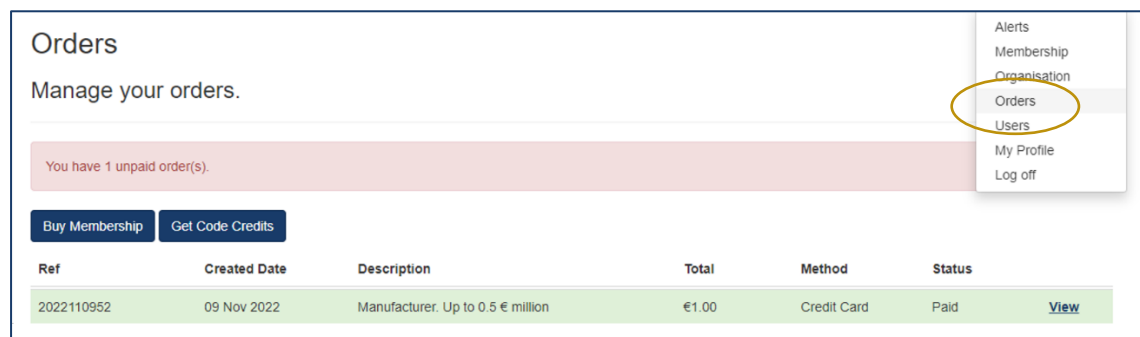 Orders
Manage your orders.
You have 1 unpaid order(s).
Buy Membership Get Code Credits
Ref Created Date Description Total Method Status
2022110952 09 Nov 2022 Manufacturer. Up to 0.5 € million €1.00 Credit Card Paid View
Alerts
Membership
Organisation
Orders
Users
My Profile
Log off